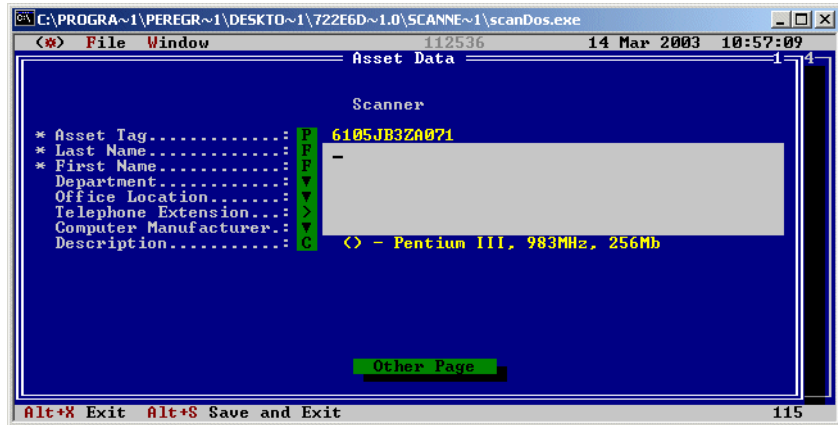 C:\PROGRA~1\PEREGR~1\DESKTO~1\722E6D~1.0\SCANNE~1\scanDos.exe
(*) File Window 112536 14 Mar 2003 10:57:09
Asset Data 1 4
Scanner
* Asset Tag.............: P 6105JB3ZA071
* Last Name.............: F
* First Name............: F
Department............: ▼
Office Location.......: ▼
Telephone Extension...: >
Computer Manufacturer.: ▼
Description...........: C () - Pentium III, 983MHz, 256Mb
Other Page
Alt+X Exit Alt+S Save and Exit 115